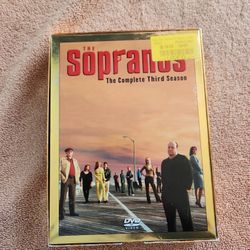 THE
Sopranos
The Complete Third Season
DVD
VIDEO